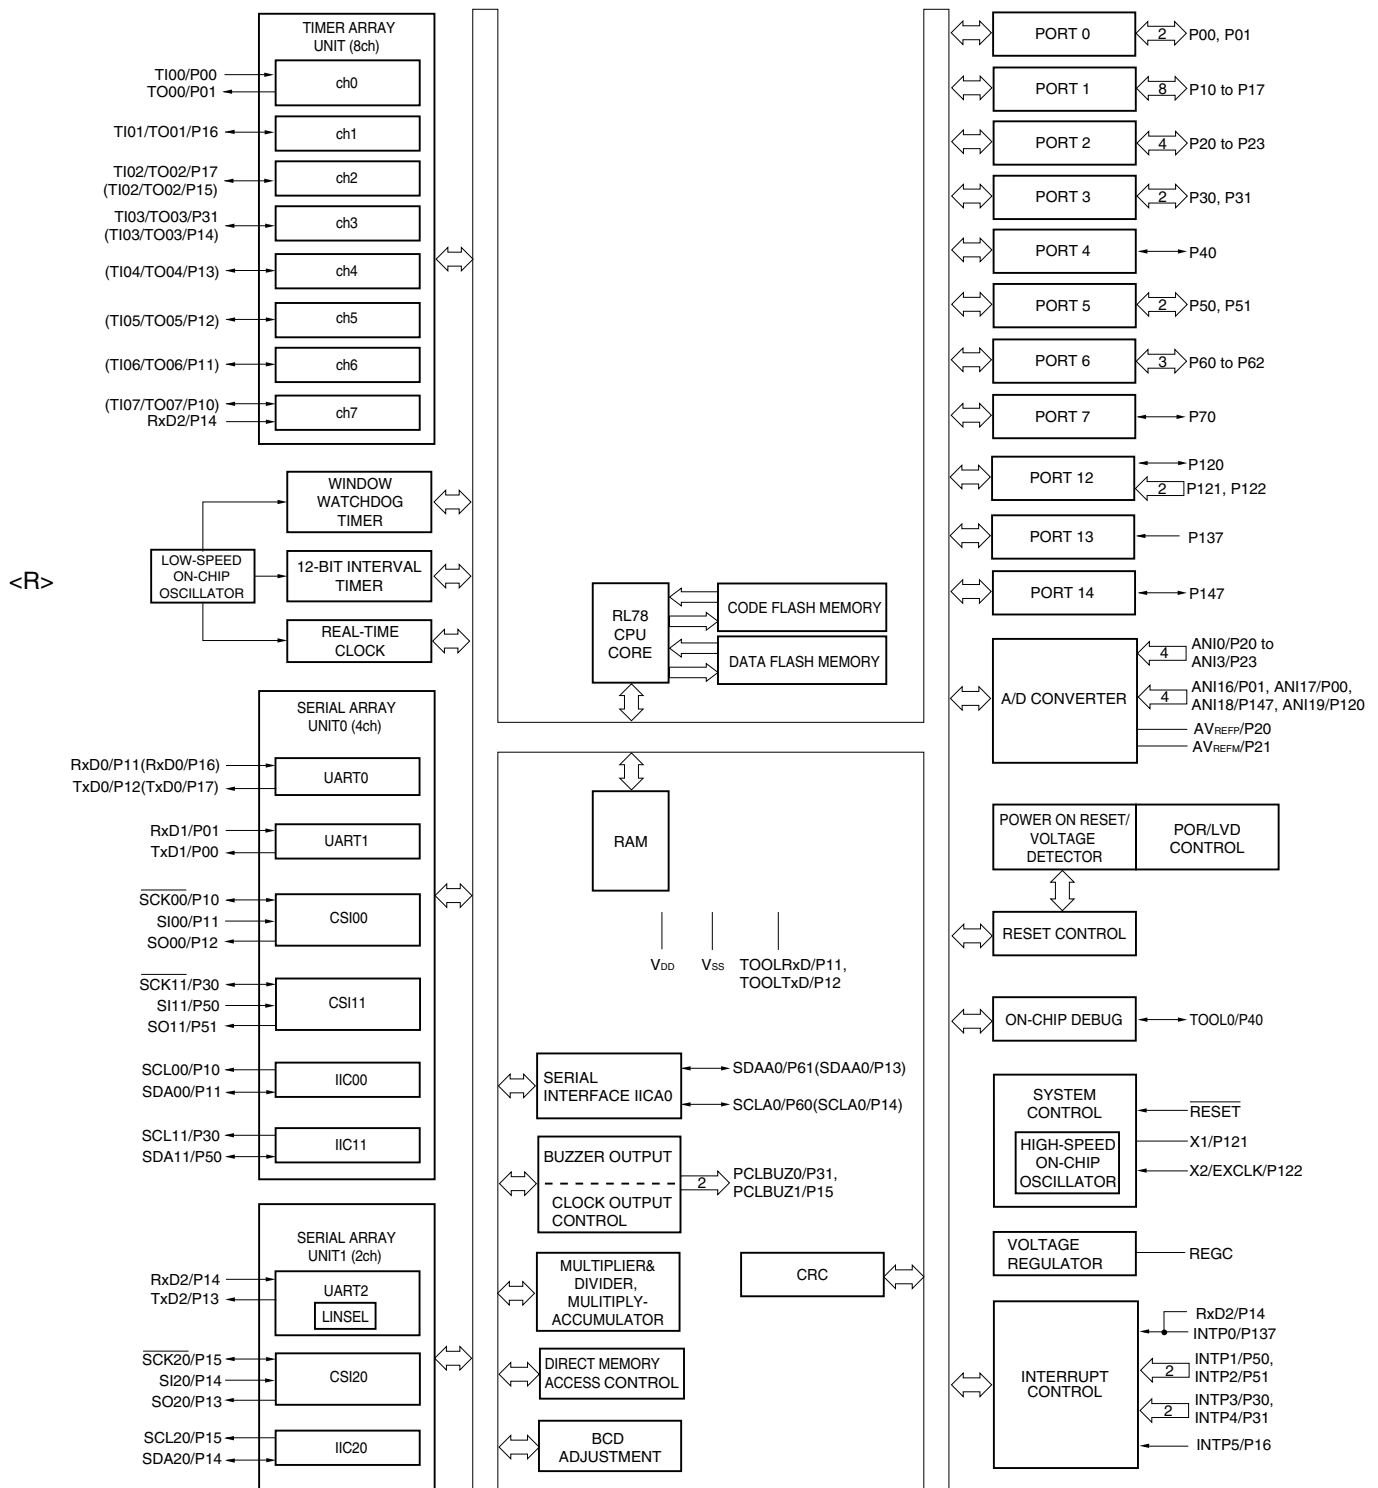 TIMER ARRAY
UNIT (8ch)
TI00/P00
TO00/P01
ch0
TI01/TO01/P16
ch1
TI02/TO02/P17
(TI02/TO02/P15)
ch2
TI03/TO03/P31
(TI03/TO03/P14)
ch3
(TI04/TO04/P13)
ch4
(TI05/TO05/P12)
ch5
(TI06/TO06/P11)
ch6
(TI07/TO07/P10)
RxD2/P14
ch7
WINDOW
WATCHDOG
TIMER
<R>
LOW-SPEED
ON-CHIP
OSCILLATOR
12-BIT INTERVAL
TIMER
REAL-TIME
CLOCK
SERIAL ARRAY
UNIT0 (4ch)
RxD0/P11(RxD0/P16)
TxD0/P12(TxD0/P17)
UART0
RxD1/P01
TxD1/P00
UART1
SCK00/P10
SI00/P11
SO00/P12
CSI00
SCK11/P30
SI11/P50
SO11/P51
CSI11
SCL00/P10
SDA00/P11
IIC00
SCL11/P30
SDA11/P50
IIC11
SERIAL ARRAY
UNIT1 (2ch)
RxD2/P14
TxD2/P13
UART2
LINSEL
SCK20/P15
SI20/P14
SO20/P13
CSI20
SCL20/P15
SDA20/P14
IIC20
RL78
CPU
CORE
CODE FLASH MEMORY
DATA FLASH MEMORY
RAM
VDD
VSS
TOOLRxD/P11,
TOOLTxD/P12
SERIAL
INTERFACE IICA0
SDAA0/P61(SDAA0/P13)
SCLA0/P60(SCLA0/P14)
BUZZER OUTPUT
CLOCK OUTPUT
CONTROL
2
PCLBUZ0/P31,
PCLBUZ1/P15
MULTIPLIER&
DIVIDER,
MULITIPLY-
ACCUMULATOR
CRC
DIRECT MEMORY
ACCESS CONTROL
BCD
ADJUSTMENT
PORT 0
2
P00, P01
PORT 1
8
P10 to P17
PORT 2
4
P20 to P23
PORT 3
2
P30, P31
PORT 4
P40
PORT 5
2
P50, P51
PORT 6
3
P60 to P62
PORT 7
P70
PORT 12
P120
2
P121, P122
PORT 13
P137
PORT 14
P147
A/D CONVERTER
4
ANI0/P20 to
ANI3/P23
4
ANI16/P01, ANI17/P00,
ANI18/P147, ANI19/P120
AVREFP/P20
AVREFM/P21
POWER ON RESET/
VOLTAGE
DETECTOR
POR/LVD
CONTROL
RESET CONTROL
ON-CHIP DEBUG
TOOL0/P40
SYSTEM
CONTROL
HIGH-SPEED
ON-CHIP
OSCILLATOR
RESET
X1/P121
X2/EXCLK/P122
VOLTAGE
REGULATOR
REGC
INTERRUPT
CONTROL
RxD2/P14
INTP0/P137
2
INTP1/P50,
INTP2/P51
2
INTP3/P30,
INTP4/P31
INTP5/P16